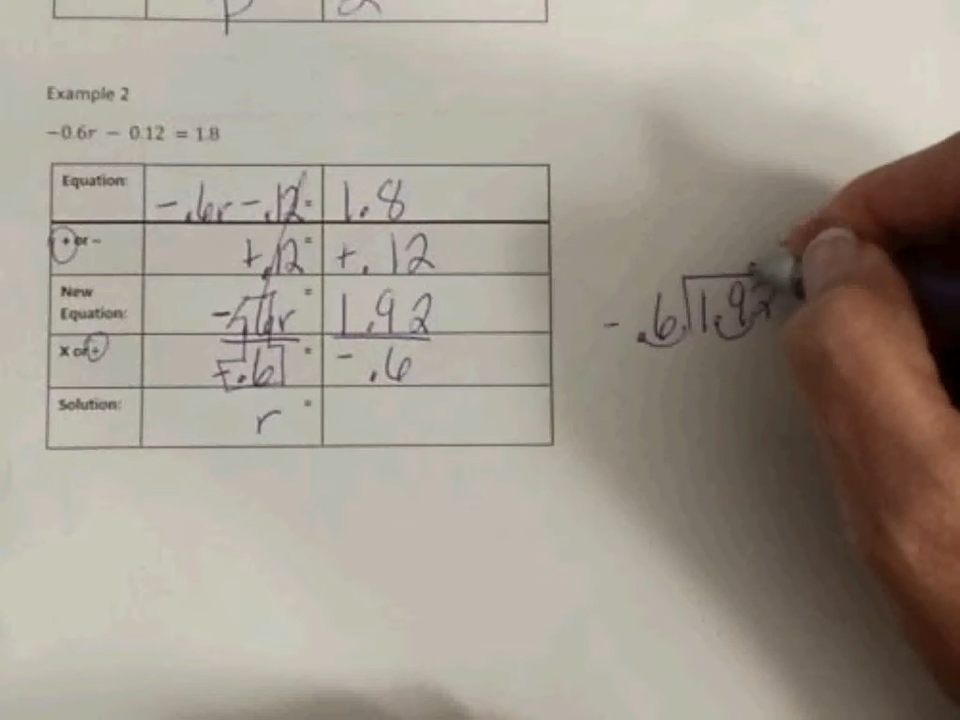 Example 2
-0.6r - 0.12 = 1.8
Equation: -.6r-.12 = 1.8
+ or - +.12 = +.12
New Equation: -.6r = 1.92
X or ÷ -.6 = -.6
Solution: r =
-.6 1.92